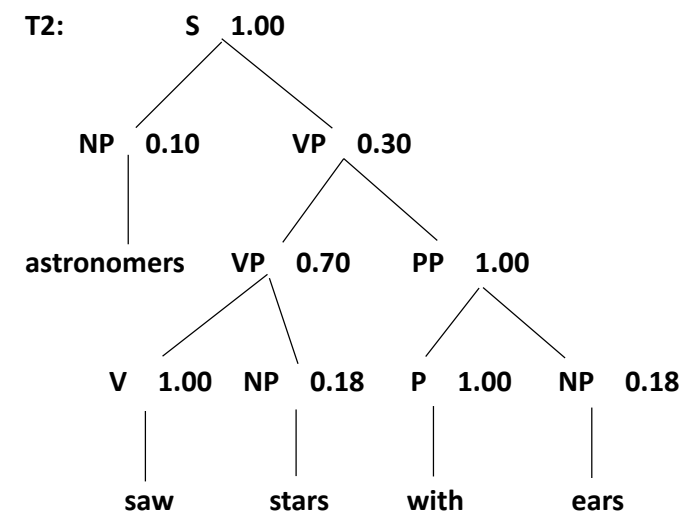 T2: S 1.00
NP 0.10 VP 0.30
astronomers VP 0.70 PP 1.00
V 1.00 NP 0.18 P 1.00 NP 0.18
saw stars with ears